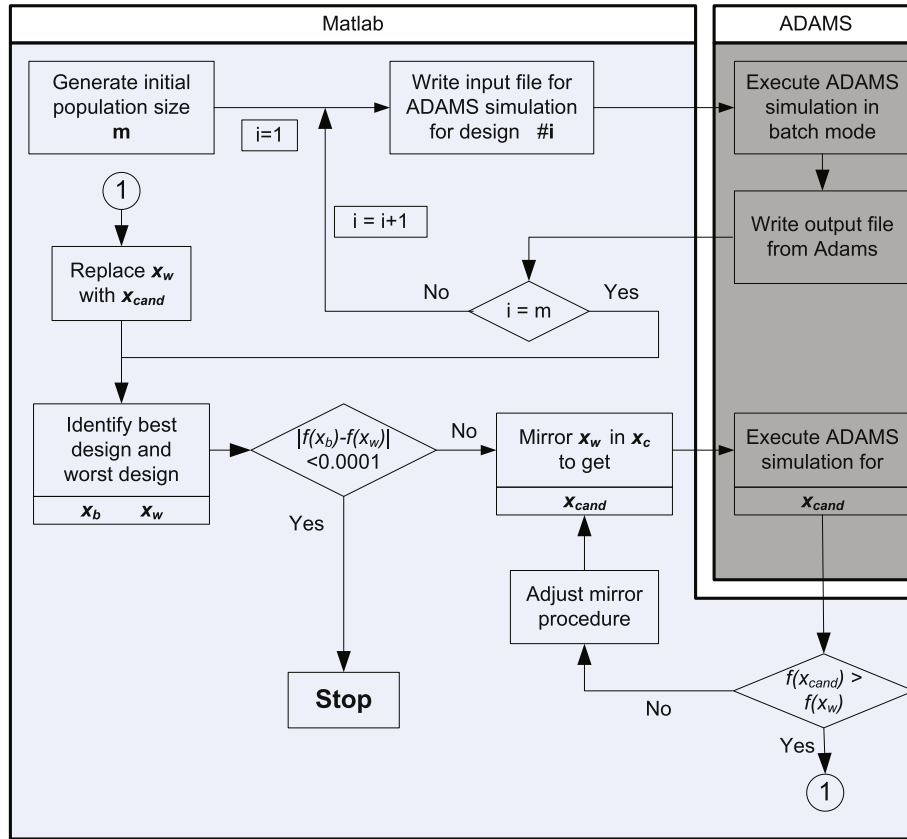 Matlab
ADAMS
Generate initial
population size
m
i=1
Write input file for
ADAMS simulation
for design #i
Execute ADAMS
simulation in
batch mode
1
i = i+1
Write output file
from Adams
Replace x_w
with x_cand
No
i = m
Yes
Identify best
design and
worst design
x_b x_w
|f(x_b)-f(x_w)|
<0.0001
No
Yes
Mirror x_w in x_c
to get
x_cand
Execute ADAMS
simulation for
x_cand
Adjust mirror
procedure
Stop
f(x_cand) >
f(x_w)
No
Yes
1